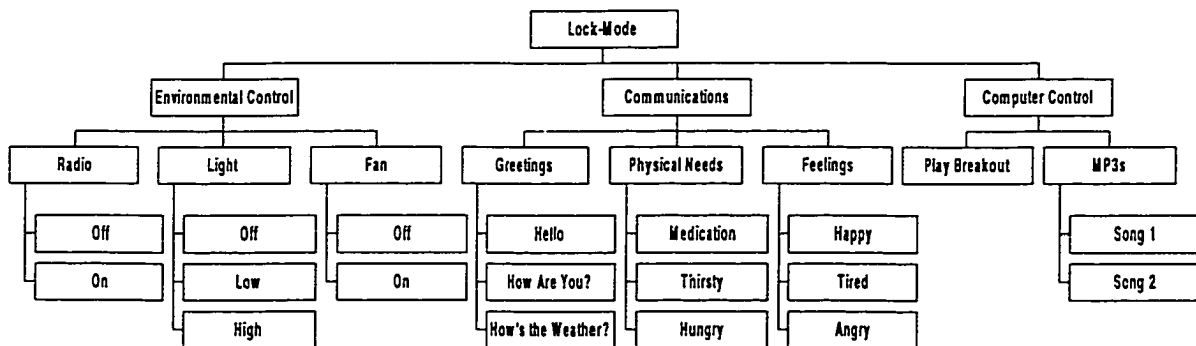 Lock-Mode
Environmental Control
Communications
Computer Control
Radio
Light
Fan
Greetings
Physical Needs
Feelings
Play Breakout
MP3s
Off
Off
Off
Hello
Medication
Happy
Song 1
On
Low
On
How Are You?
Thirsty
Tired
Song 2
High
How's the Weather?
Hungry
Angry